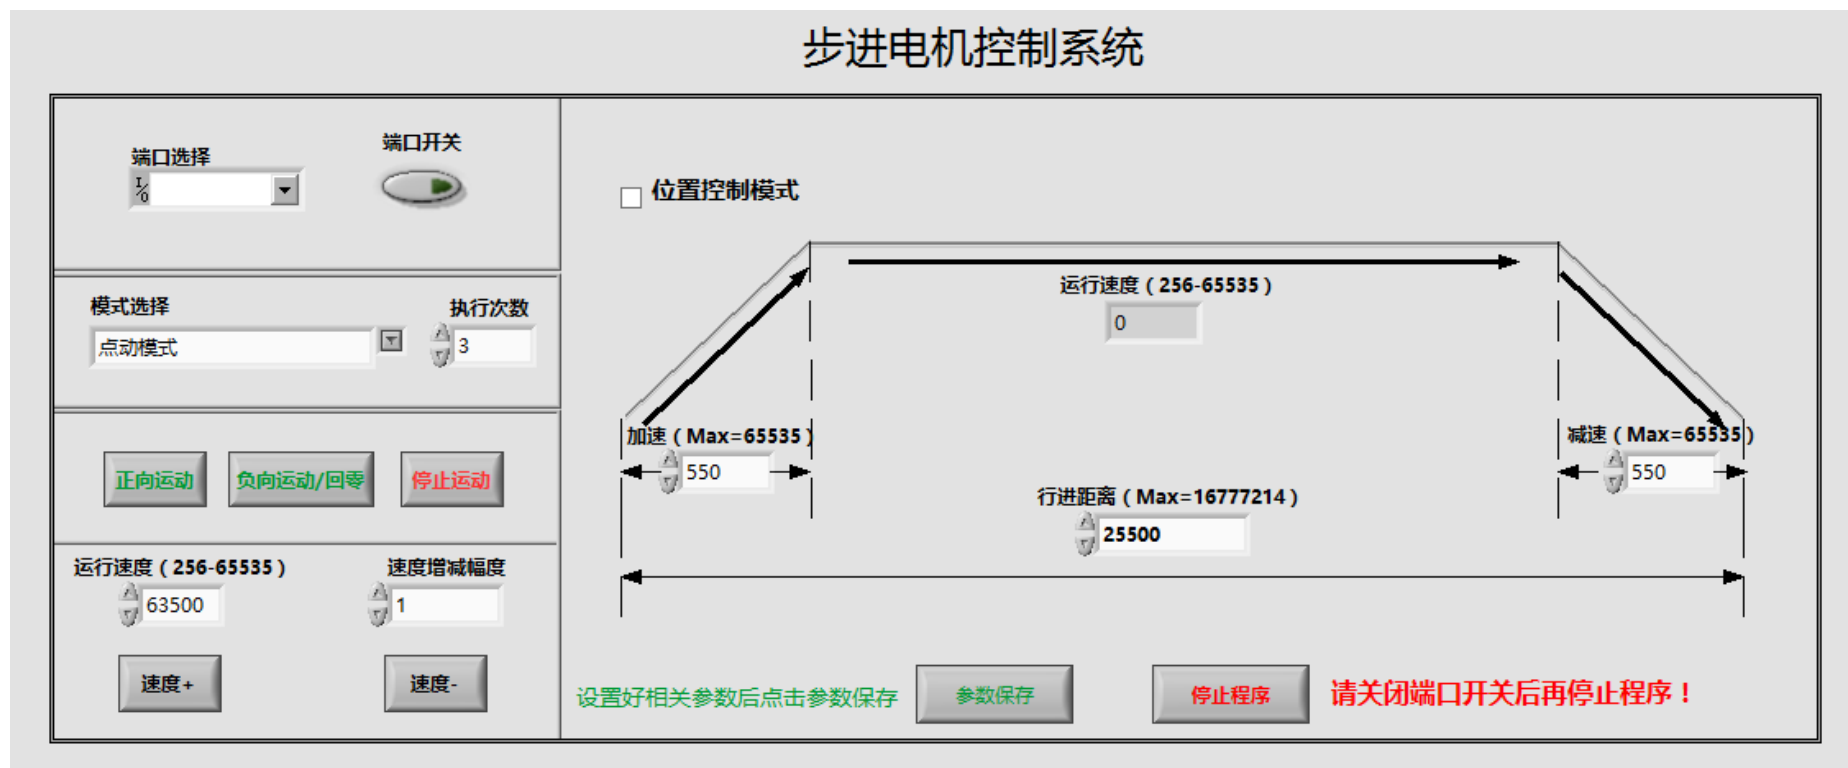 步进电机控制系统
端口选择
端口开关
I/O
模式选择
执行次数
点动模式
3
正向运动
负向运动/回零
停止运动
运行速度（256-65535）
速度增减幅度
63500
1
速度+
速度-
位置控制模式
运行速度（256-65535）
0
加速（Max=65535）
550
减速（Max=65535）
550
行进距离（Max=16777214）
25500
设置好相关参数后点击参数保存
参数保存
停止程序
请关闭端口开关后再停止程序！